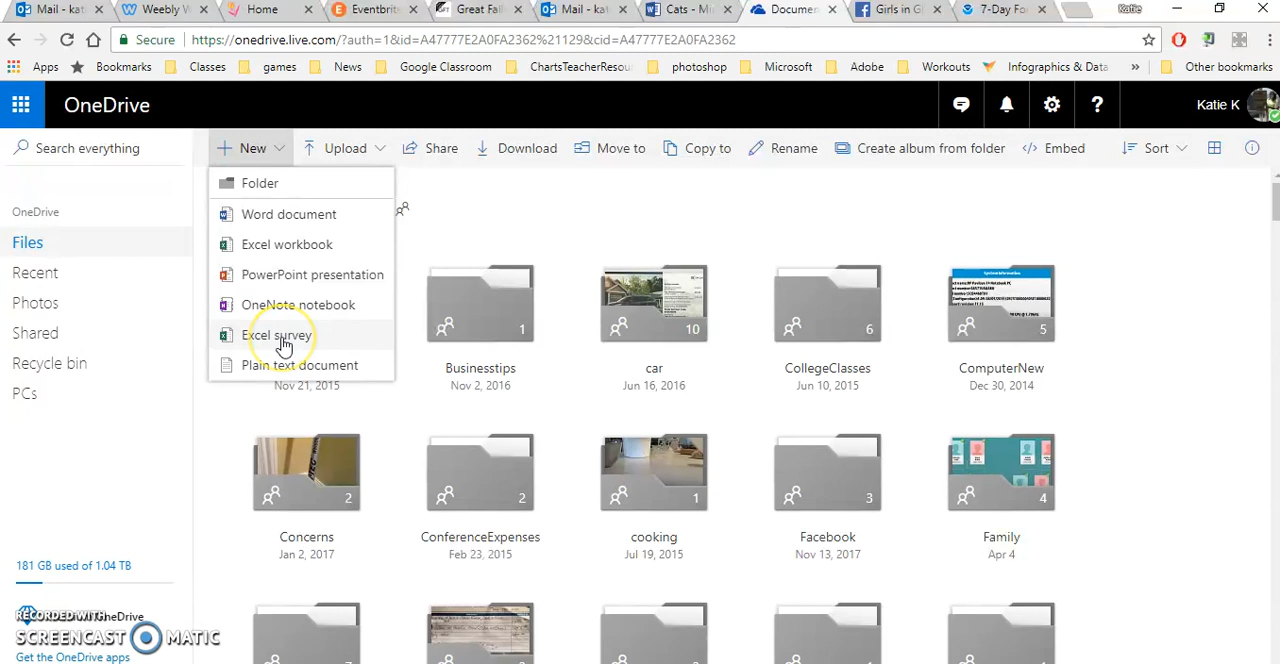 Mail - kat
Weebly W
Home
Eventbrite
Great Fall
Mail - kat
Cats - Mi
Documen
Girls in G
7-Day Fo
Katie
Secure
https://onedrive.live.com/?auth=1&id=A47777E2A0FA2362%21129&cid=A47777E2A0FA2362
Apps
Bookmarks
Classes
games
News
Google Classroom
ChartsTeacherResou
photoshop
Microsoft
Adobe
Workouts
Infographics & Data
»
Other bookmarks
OneDrive
?
Katie K
Search everything
New
Upload
Share
Download
Move to
Copy to
Rename
Create album from folder
Embed
Sort
OneDrive
Files
Recent
Photos
Shared
Recycle bin
PCs
Folder
Word document
Excel workbook
PowerPoint presentation
OneNote notebook
Excel survey
Plain text document
Nov 21, 2015
1
Businesstips
Nov 2, 2016
10
car
Jun 16, 2016
6
CollegeClasses
Jun 10, 2015
5
ComputerNew
Dec 30, 2014
2
Concerns
Jan 2, 2017
2
ConferenceExpenses
Feb 23, 2015
1
cooking
Jul 19, 2015
3
Facebook
Nov 13, 2017
4
Family
Apr 4
181 GB used of 1.04 TB
OneDrive
RECORDED WITH
SCREENCAST MATIC
Get the OneDrive apps